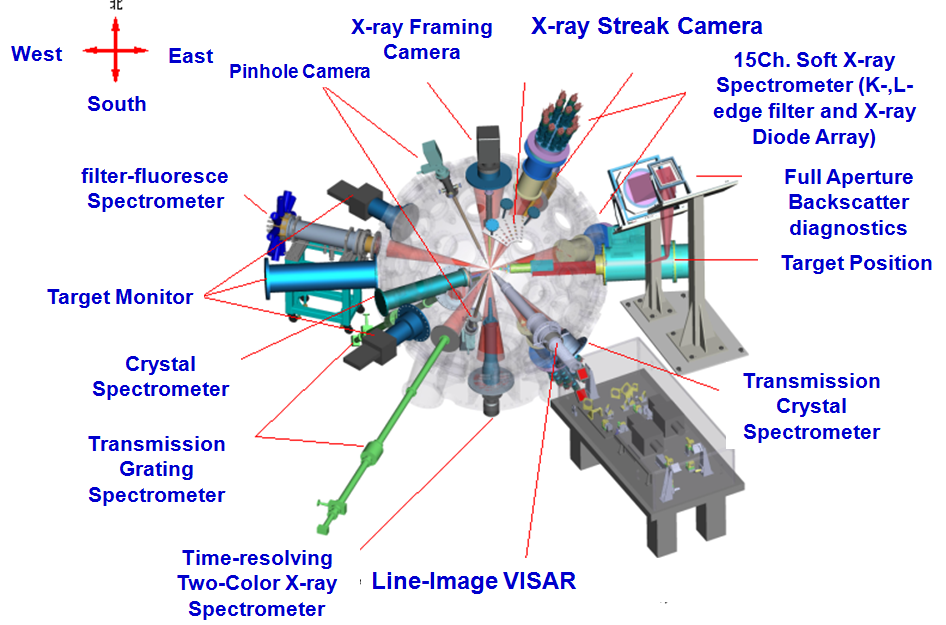 北
West
East
South
X-ray Framing
Camera
X-ray Streak Camera
Pinhole Camera
15Ch. Soft X-ray
Spectrometer (K-,L-
edge filter and X-ray
Diode Array)
filter-fluoresce
Spectrometer
Full Aperture
Backscatter
diagnostics
Target Position
Target Monitor
Crystal
Spectrometer
Transmission
Crystal
Spectrometer
Transmission
Grating
Spectrometer
Time-resolving
Two-Color X-ray
Spectrometer
Line-Image VISAR